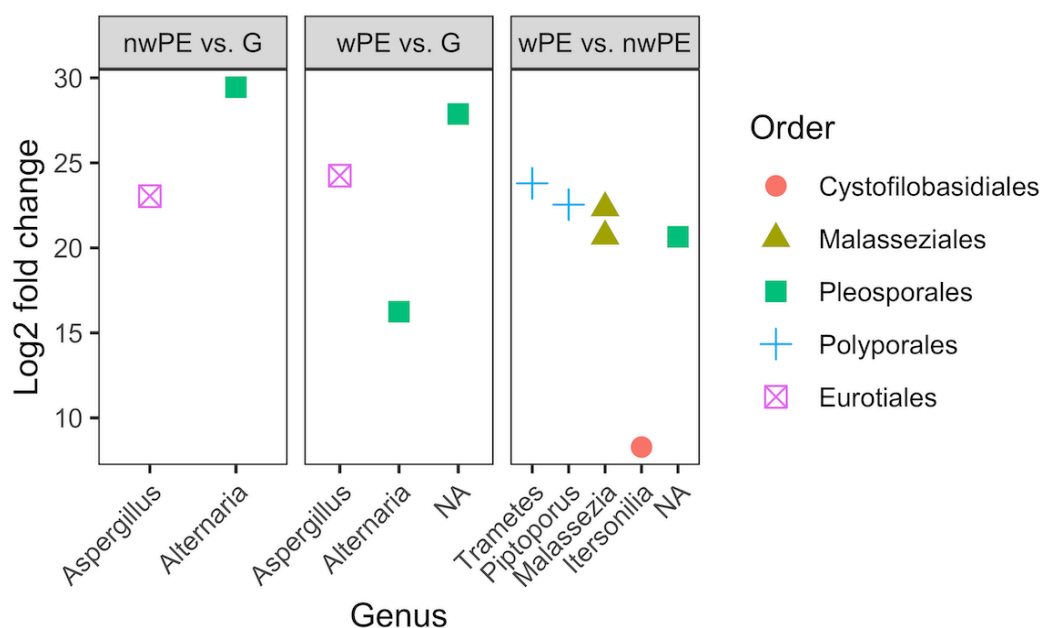 nwPE vs. G
wPE vs. G
wPE vs. nwPE
Log2 fold change
30
25
20
15
10
Aspergillus
Alternaria
Aspergillus
Alternaria
NA
Trametes
Piptoporus
Malassezia
Itersonilia
NA
Genus
Order
Cystofilobasidiales
Malasseziales
Pleosporales
Polyporales
Eurotiales